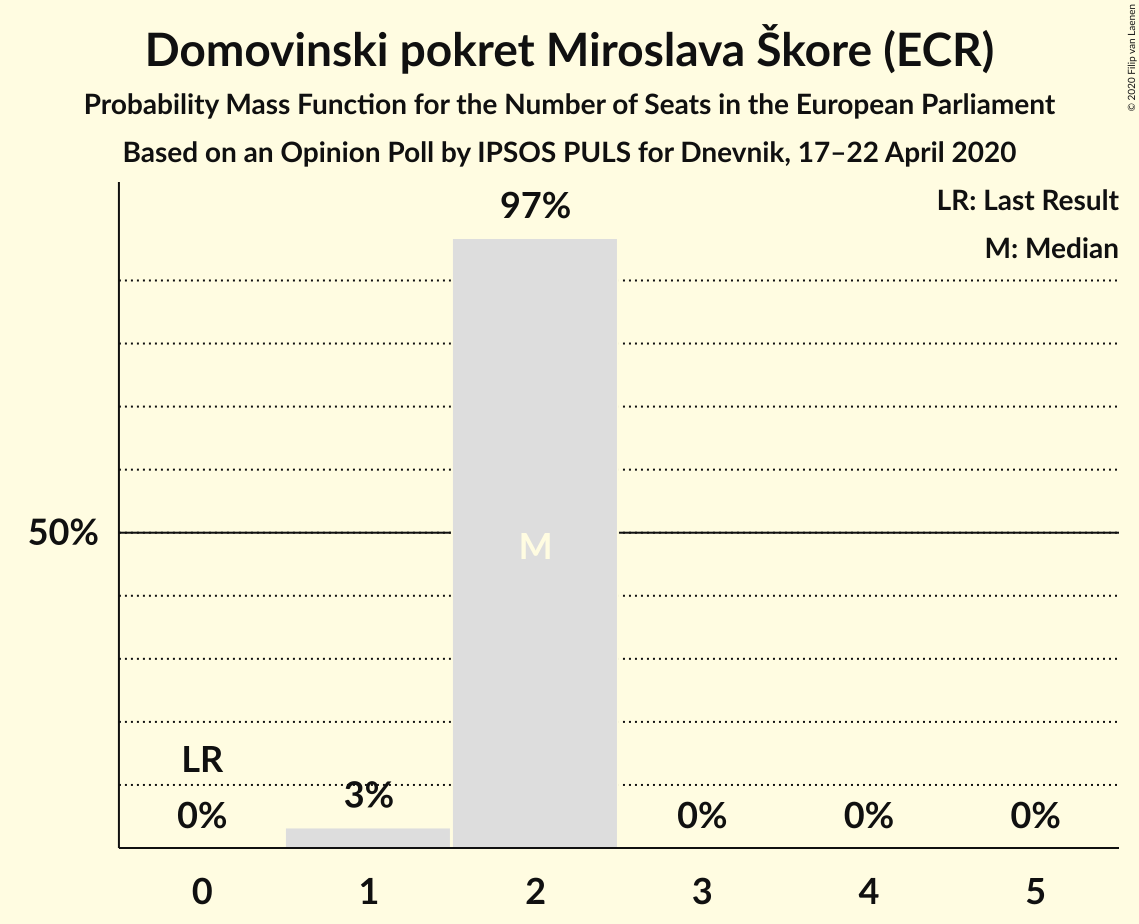 Domovinski pokret Miroslava Škore (ECR)
Probability Mass Function for the Number of Seats in the European Parliament
Based on an Opinion Poll by IPSOS PULS for Dnevnik, 17–22 April 2020
© 2020 Filip van Laenen
LR: Last Result
M: Median
97%
50%
M
LR
0%
3%
0%
0%
0%
0
1
2
3
4
5